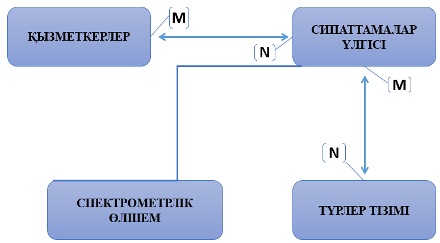 M
ҚЫЗМЕТКЕРЛЕР
СИПАТТАМАЛАР
ҮЛГІСІ
N
M
N
СПЕКТРОМЕТРЛІК
ӨЛШЕМ
ТҮРЛЕР ТІЗІМІ